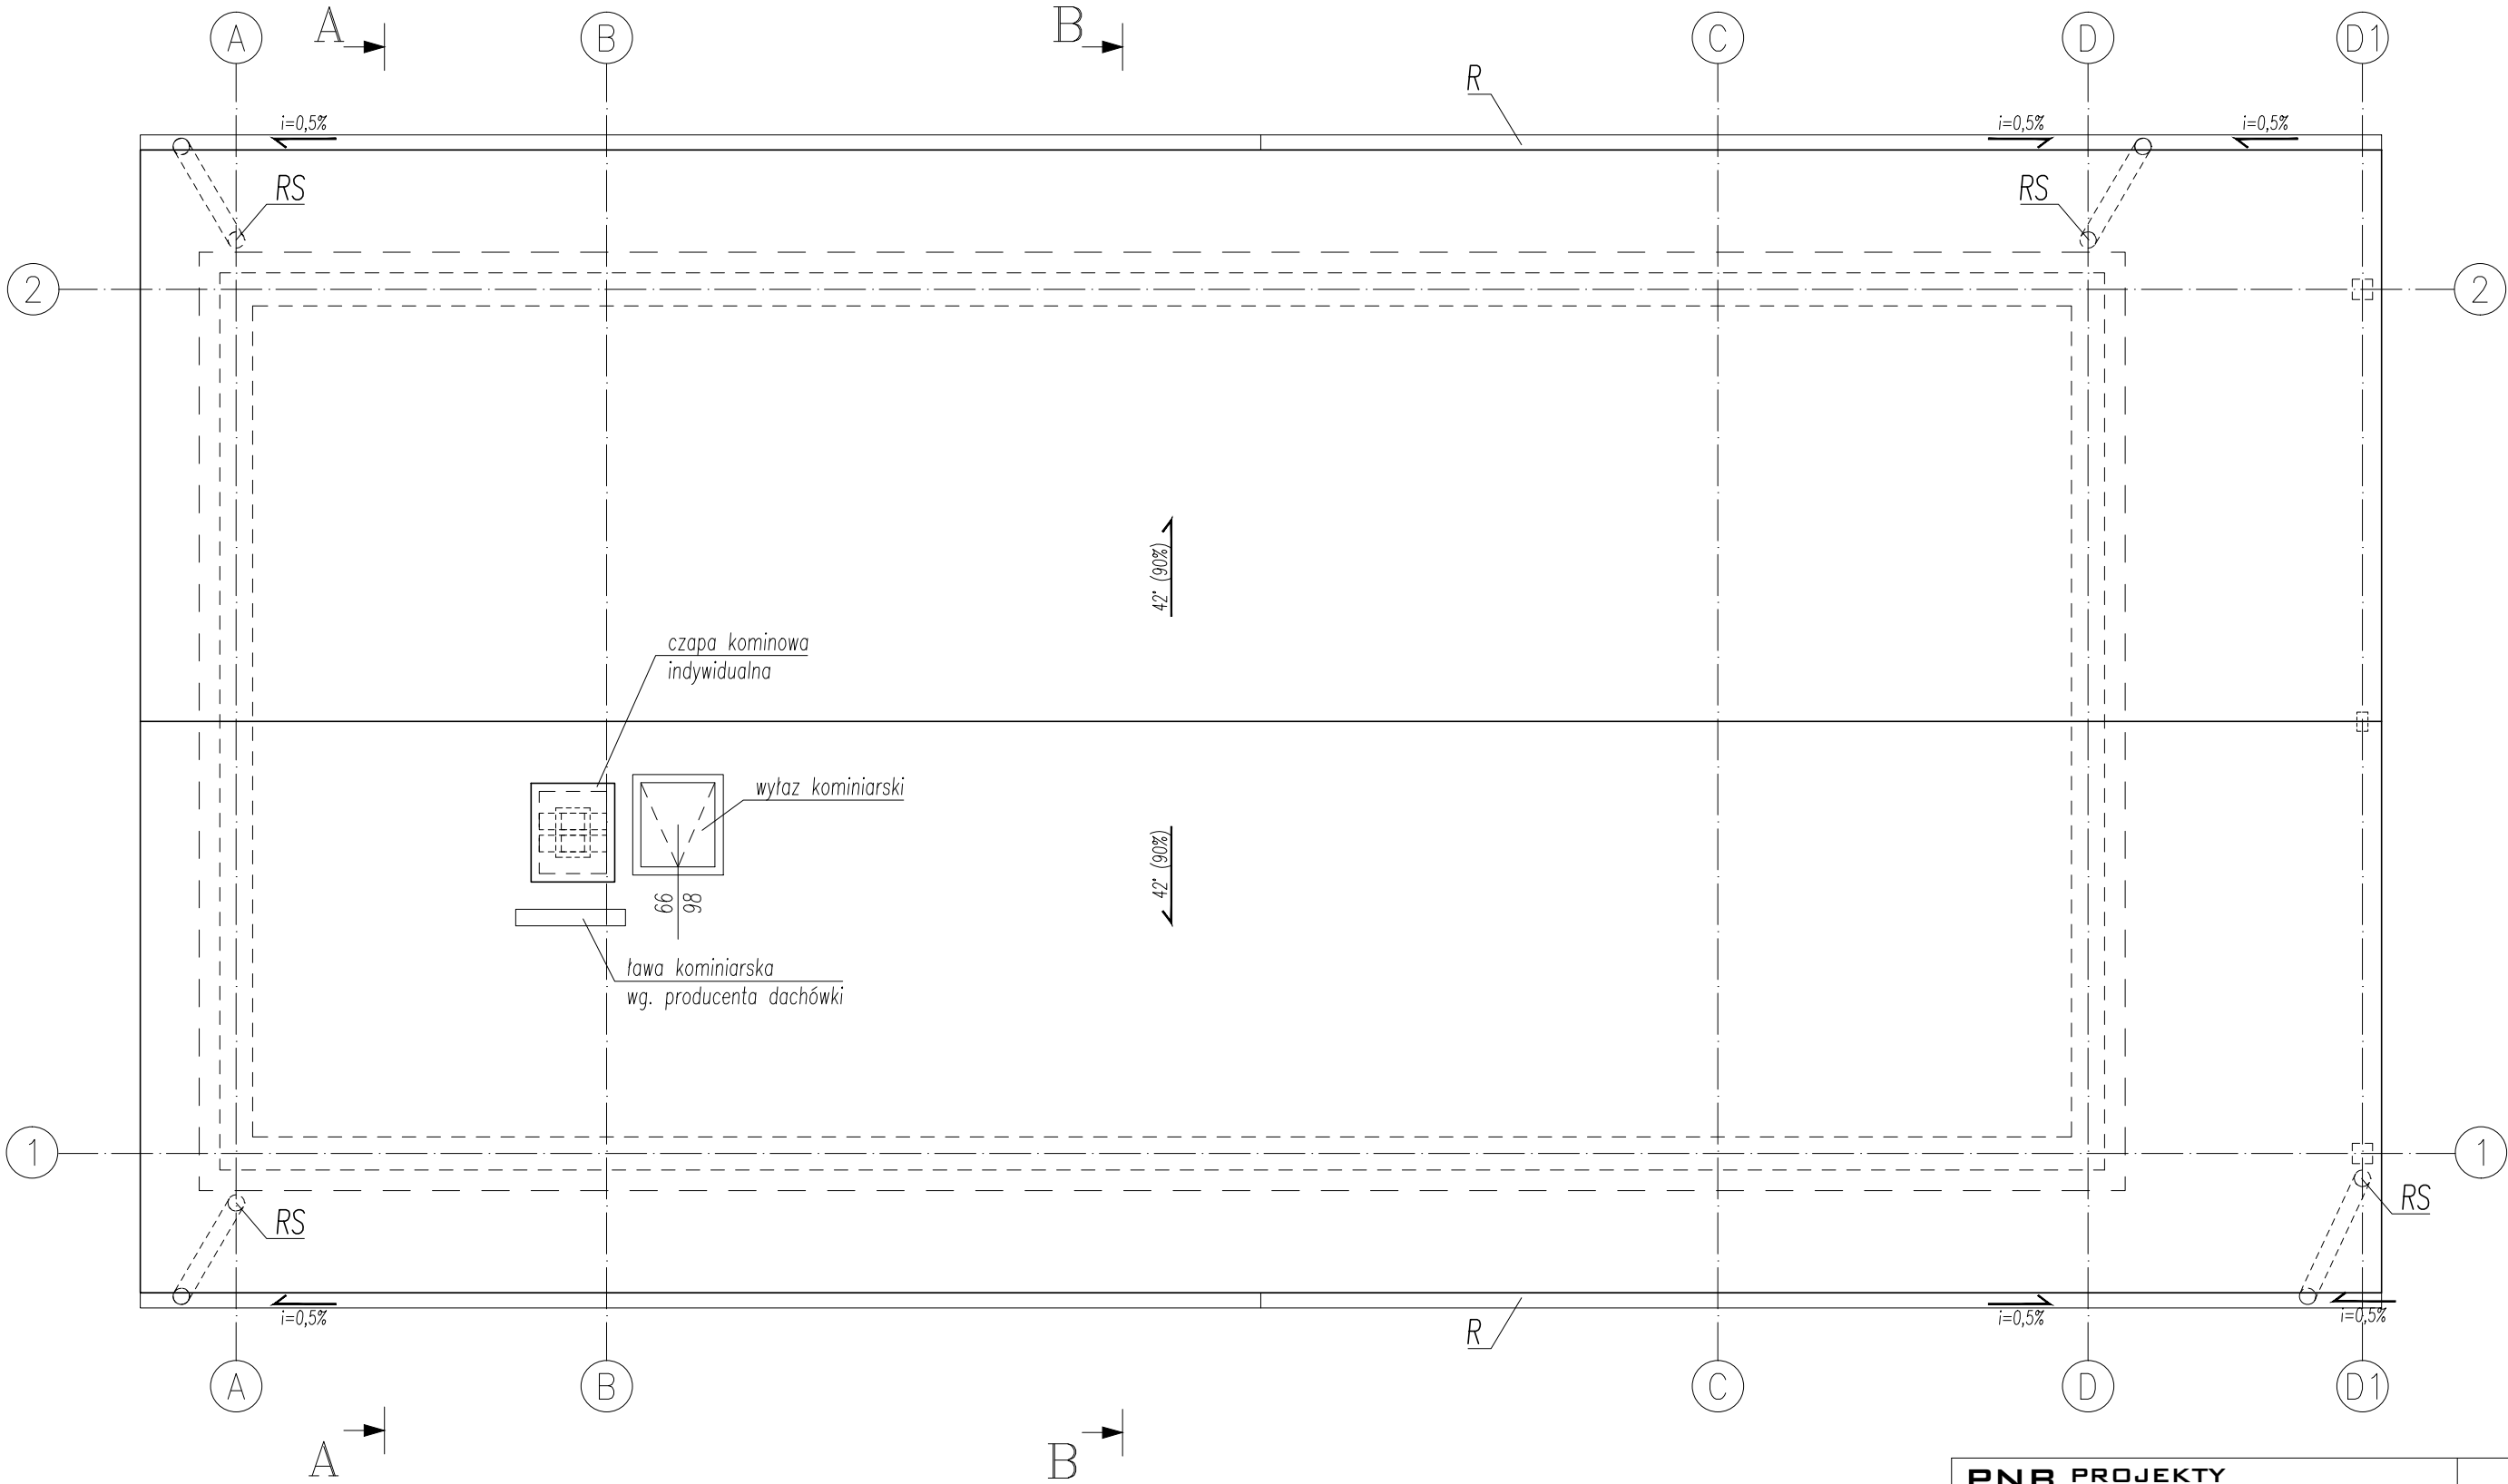 A A B B C D D1
R
i=0,5% i=0,5% i=0,5%
RS RS
2 2
42° (90%)
czapa kominowa
indywidualna
wyłaz kominiarski
42° (90%)
66
98
ława kominiarska
wg. producenta dachówki
1 1
RS RS
i=0,5% i=0,5% i=0,5%
R
A B C D D1
A B
PNB PROJEKTY